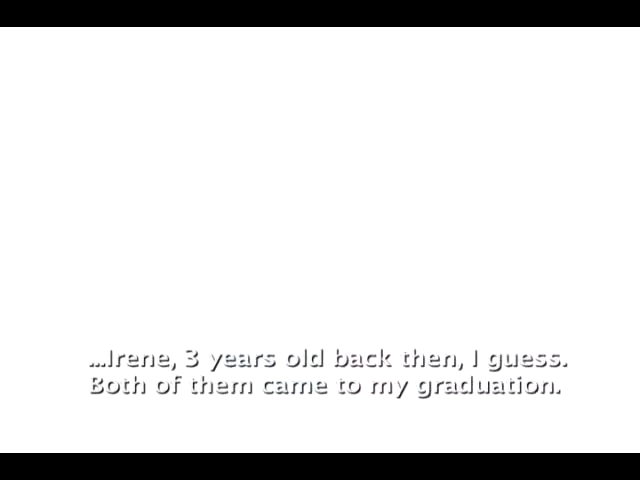 ...Irene, 3 years old back then, I guess.
Both of them came to my graduation.